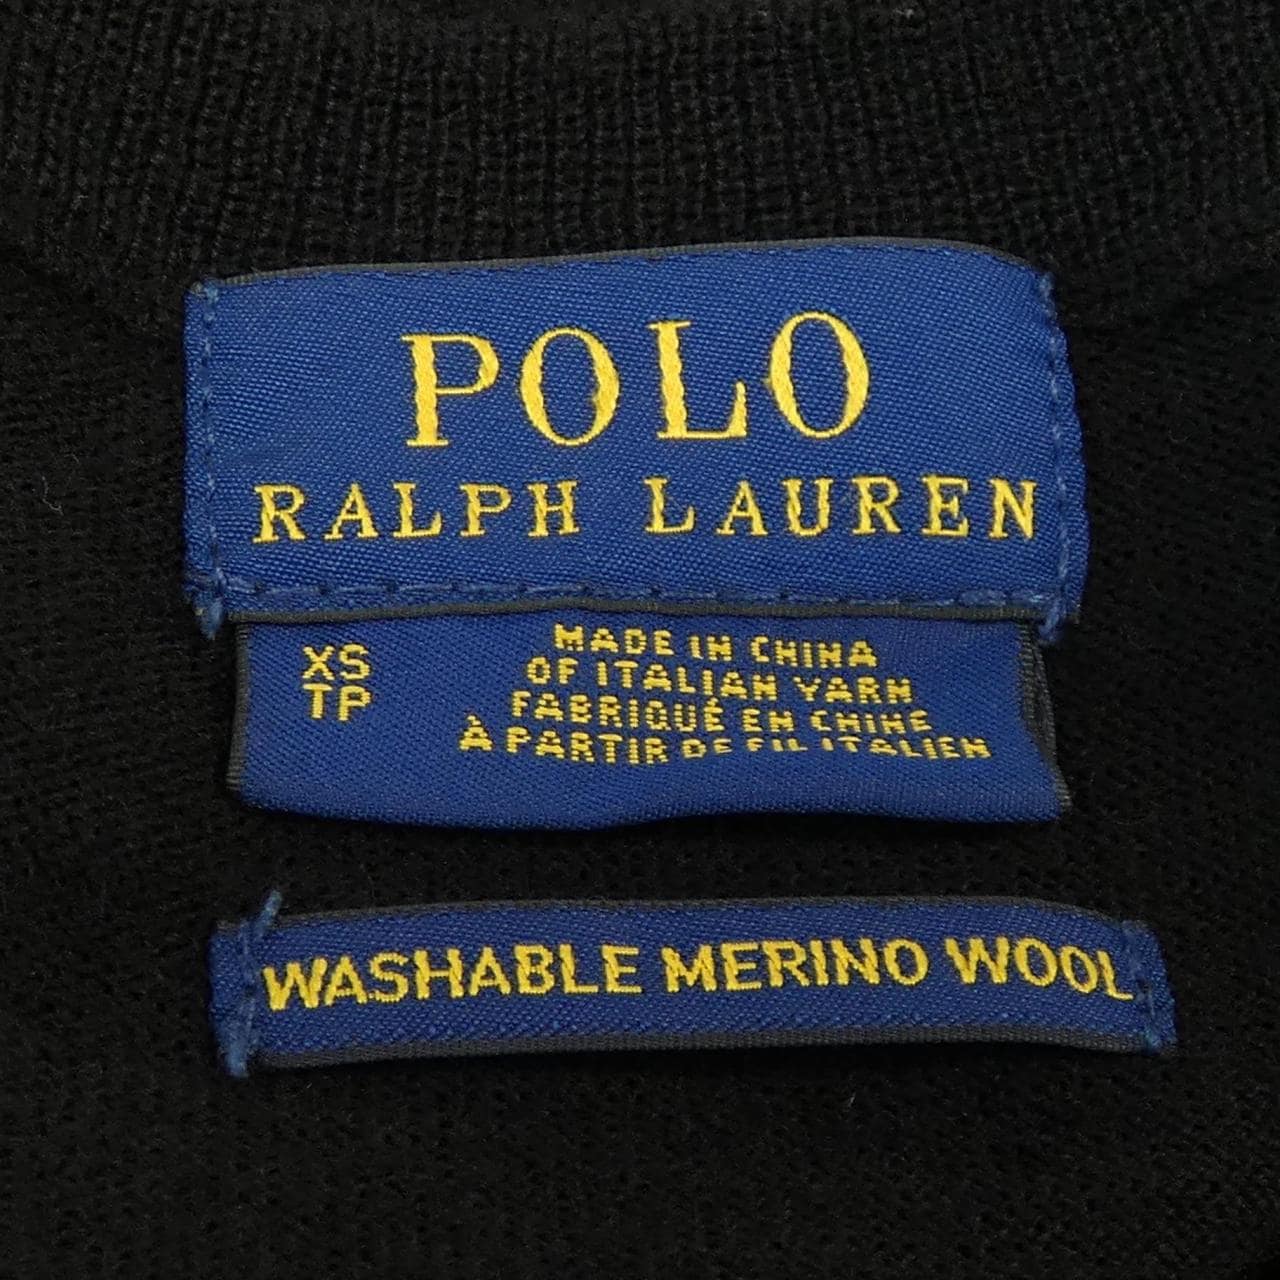 POLO
RALPH LAUREN
XS
TP
MADE IN CHINA
OF ITALIAN YARN
FABRIQUÉ EN CHINE
À PARTIR DE FIL ITALIEN
WASHABLE MERINO WOOL